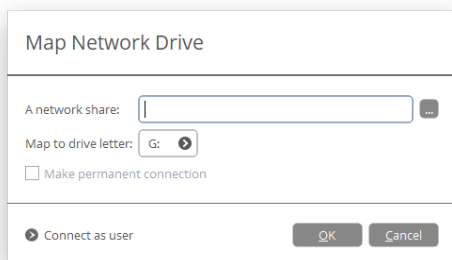 Map Network Drive
A network share:
...
Map to drive letter: G:
Make permanent connection
Connect as user
OK
Cancel